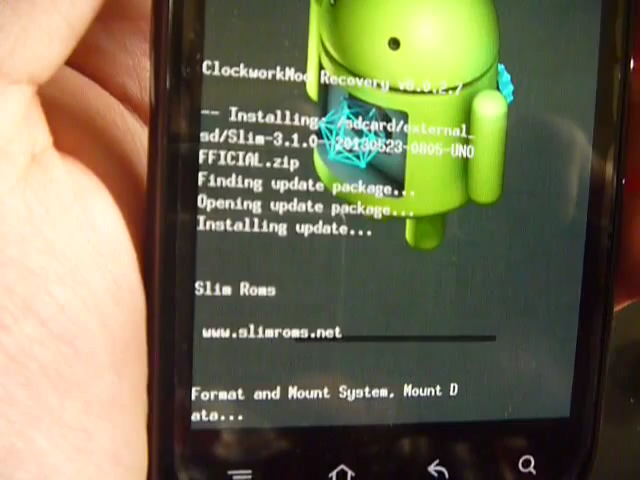 ClockworkMod Recovery v6.0.2.7
-- Installing: /sdcard/external_
sd/Slim-3.1.0-20130523-0805-UNO
FFICIAL.zip
Finding update package...
Opening update package...
Installing update...
Slim Roms
www.slimroms.net
Format and Mount System, Mount D
ata...